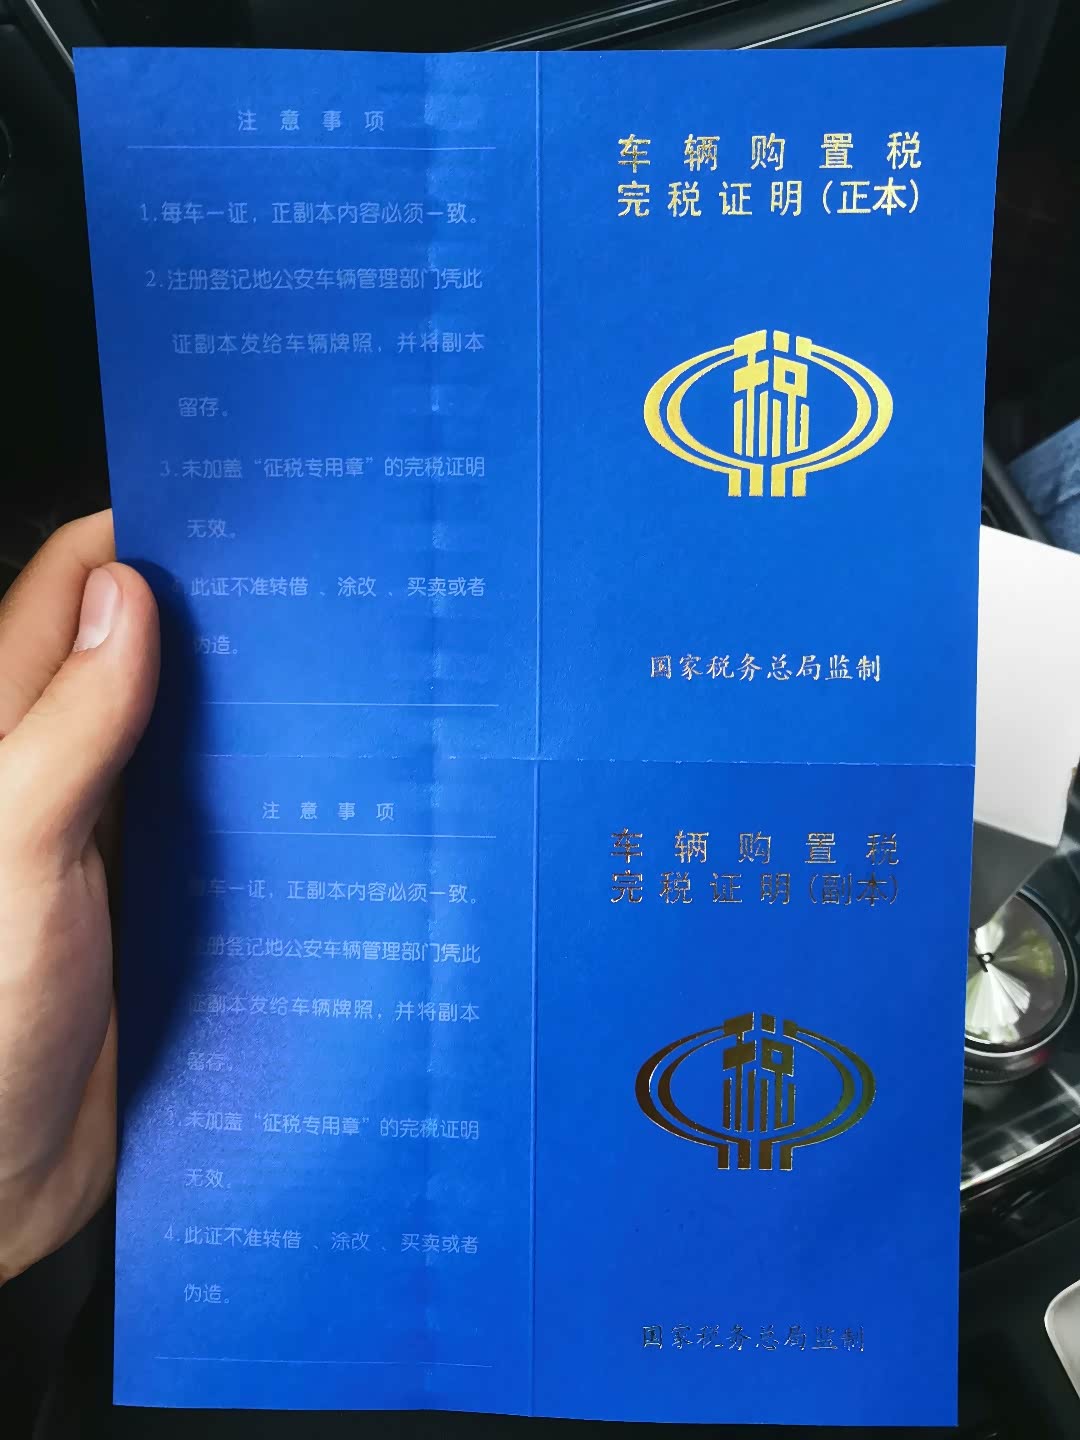 注意事项
1.每车一证，正副本内容必须一致。
2.注册登记地公安车辆管理部门凭此
证副本发给车辆牌照，并将副本
留存。
3.未加盖“征税专用章”的完税证明
无效。
此证不准转借、涂改、买卖或者
伪造。
车辆购置税
完税证明(正本)
税
国家税务总局监制
注意事项
车一证，正副本内容必须一致。
册登记地公安车辆管理部门凭此
证副本发给车辆牌照，并将副本
留存。
3.未加盖“征税专用章”的完税证明
无效。
4.此证不准转借、涂改、买卖或者
伪造。
车辆购置税
完税证明(副本)
税
国家税务总局监制
P